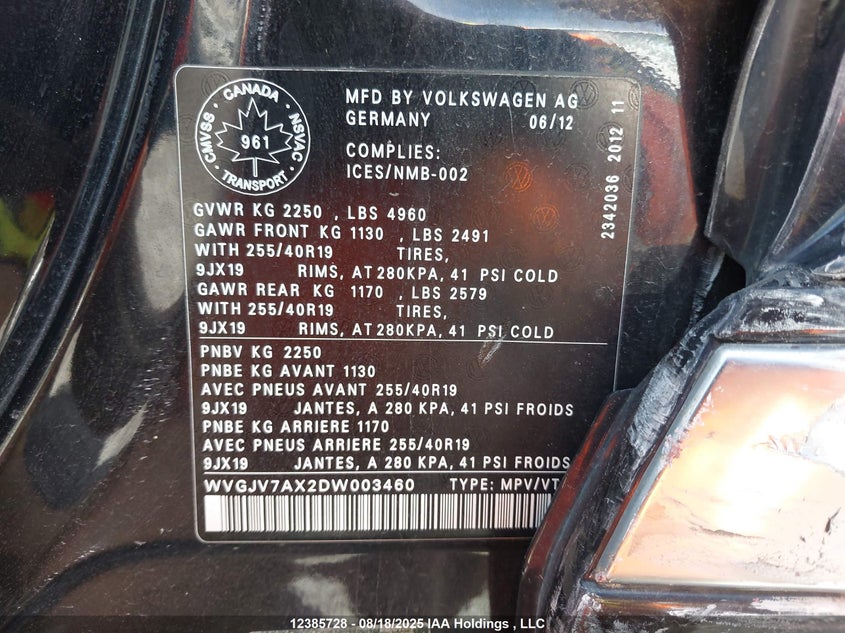 CANADA
CMVSS NSVAC
961
TRANSPORT
MFD BY VOLKSWAGEN AG
GERMANY 06/12
COMPLIES:
ICES/NMB-002
2342036 2012 11
GVWR KG 2250 , LBS 4960
GAWR FRONT KG 1130 , LBS 2491
WITH 255/40R19 TIRES,
9JX19 RIMS, AT 280KPA, 41 PSI COLD
GAWR REAR KG 1170 , LBS 2579
WITH 255/40R19 TIRES,
9JX19 RIMS, AT 280KPA, 41 PSI COLD
PNBV KG 2250
PNBE KG AVANT 1130
AVEC PNEUS AVANT 255/40R19
9JX19 JANTES, A 280 KPA, 41 PSI FROIDS
PNBE KG ARRIERE 1170
AVEC PNEUS ARRIERE 255/40R19
9JX19 JANTES, A 280 KPA, 41 PSI FROIDS
WVGJV7AX2DW003460 TYPE: MPV/VT
12385728 - 08/18/2025 IAA Holdings , LLC